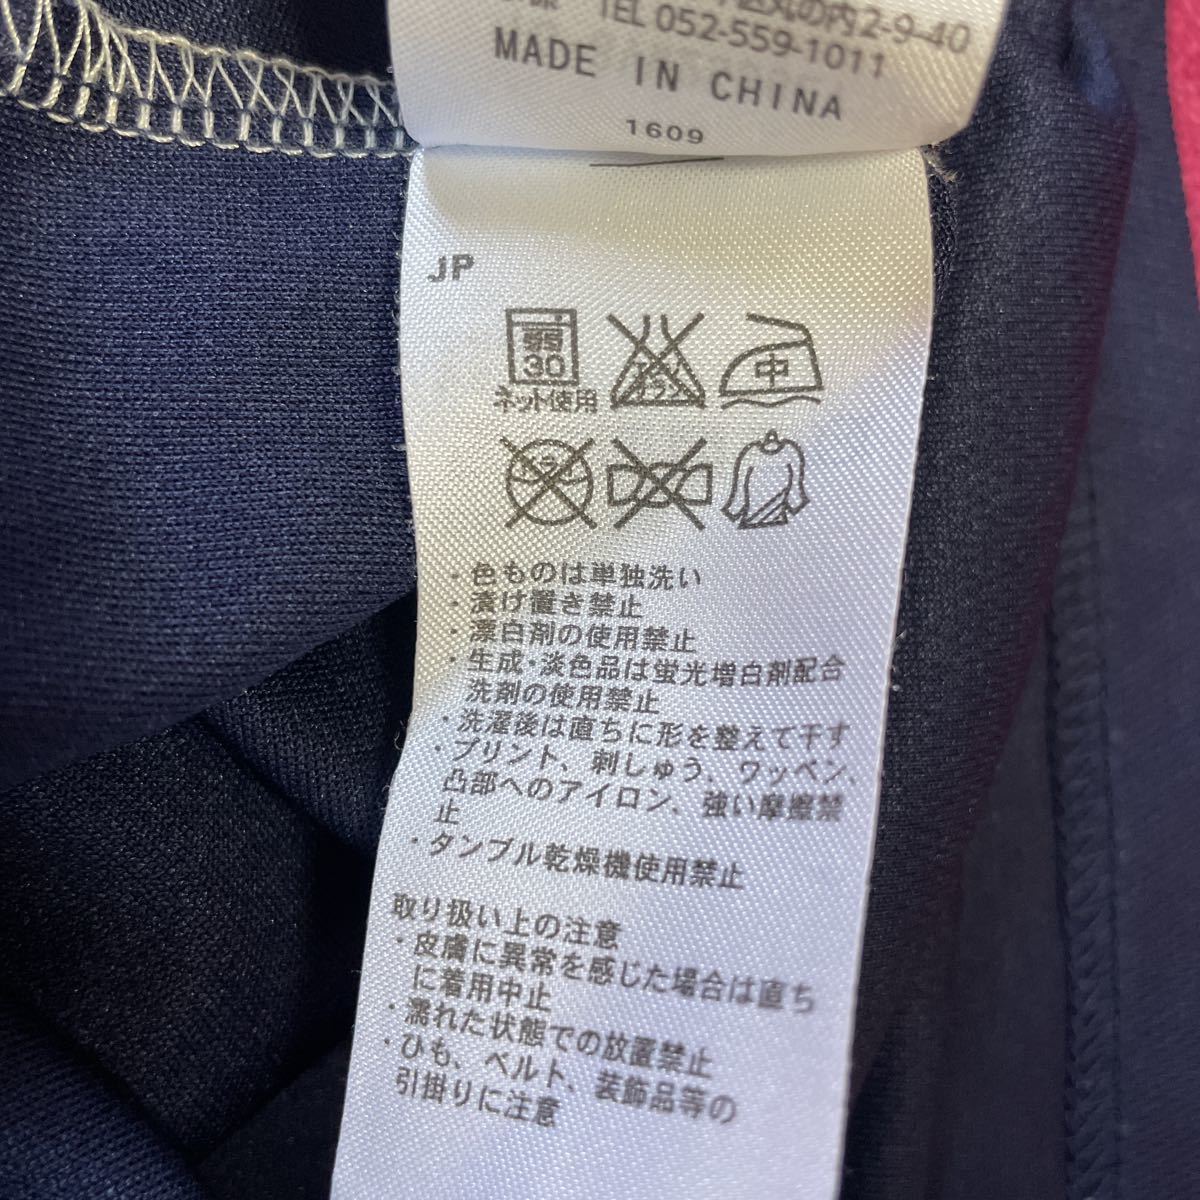 丸の内2-9-40
TEL 052-559-1011
MADE IN CHINA
1609
JP
弱
30
中
ネット使用
・色ものは単独洗い
・漬け置き禁止
・漂白剤の使用禁止
・生成・淡色品は蛍光増白剤配合
洗剤の使用禁止
・洗濯後は直ちに形を整えて干す
・プリント、刺しゅう、ワッペン、
凸部へのアイロン、強い摩擦禁
止
・タンブル乾燥機使用禁止
取り扱い上の注意
・皮膚に異常を感じた場合は直ち
に着用中止
・濡れた状態での放置禁止
・ひも、ベルト、装飾品等の
引掛りに注意